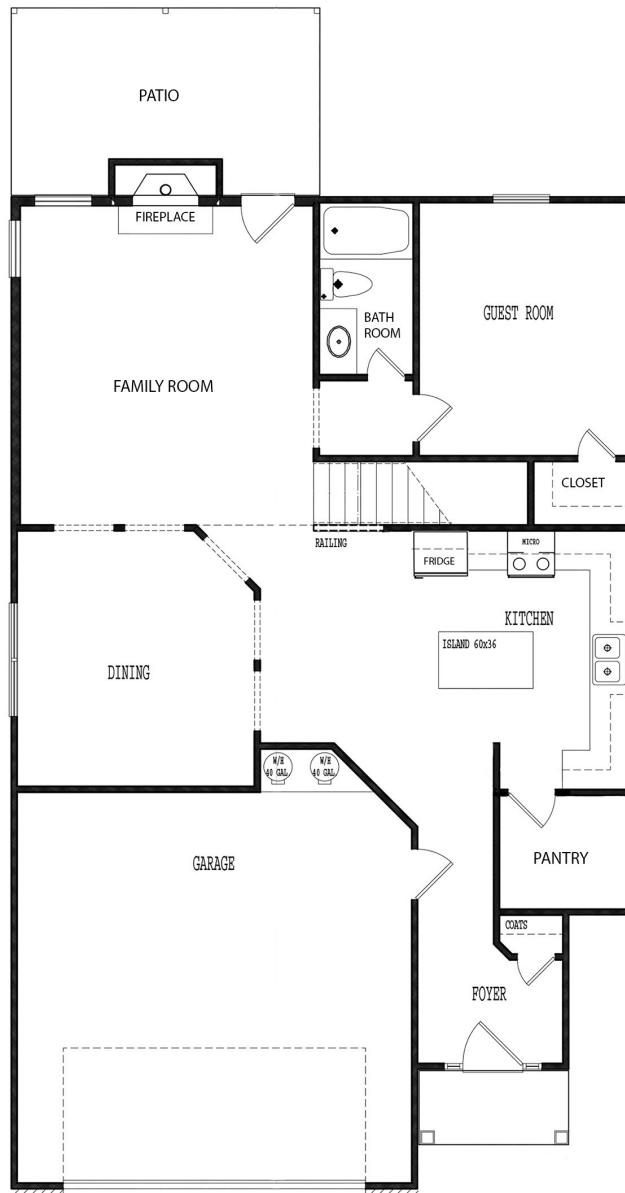 PATIO
FIREPLACE
GUEST ROOM
BATH
ROOM
FAMILY ROOM
CLOSET
RAILING
MICRO
FRIDGE
KITCHEN
ISLAND 60x36
DINING
W/H
40 GAL
W/H
40 GAL
GARAGE
PANTRY
COATS
FOYER